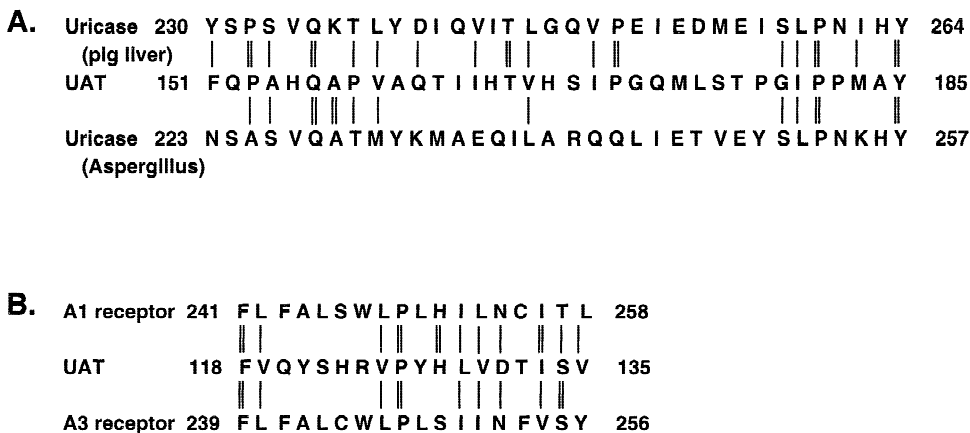 A. Uricase 230 Y S P S V Q K T L Y D I Q V I T L G Q V P E I E D M E I S L P N I H Y 264
(pig liver)
UAT 151 F Q P A H Q A P V A Q T I I H T V H S I P G Q M L S T P G I P P M A Y 185
Uricase 223 N S A S V Q A T M Y K M A E Q I L A R Q Q L I E T V E Y S L P N K H Y 257
(Aspergillus)
B. A1 receptor 241 F L F A L S W L P L H I L N C I T L 258
UAT 118 F V Q Y S H R V P Y H L V D T I S V 135
A3 receptor 239 F L F A L C W L P L S I I N F V S Y 256